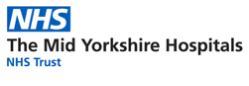 NHS
The Mid Yorkshire Hospitals
NHS Trust